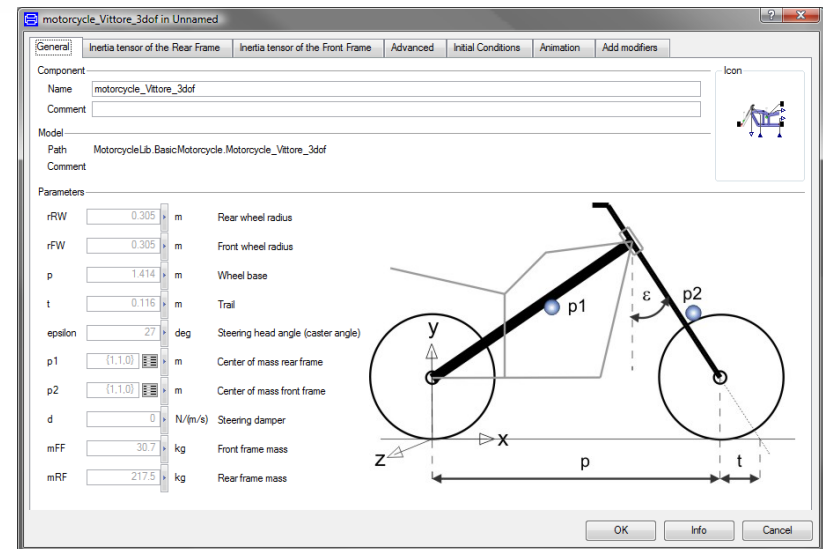 motorcycle_Vittore_3dof in Unnamed
General Inertia tensor of the Rear Frame Inertia tensor of the Front Frame Advanced Initial Conditions Animation Add modifiers
Component
Icon
Name motorcycle_Vittore_3dof
Comment
Model
Path MotorcycleLib.BasicMotorcycle.Motorcycle_Vittore_3dof
Comment
Parameters
rRW 0.305 m Rear wheel radius
rFW 0.305 m Front wheel radius
p 1.414 m Wheel base
t 0.116 m Trail
epsilon 27 deg Steering head angle (caster angle)
p1 {1,1,0} m Center of mass rear frame
p2 {1,1,0} m Center of mass front frame
d 0 N/(m/s) Steering damper
mFF 30.7 kg Front frame mass
mRF 217.5 kg Rear frame mass
ε p2
p1
y
x
z
p t
OK Info Cancel